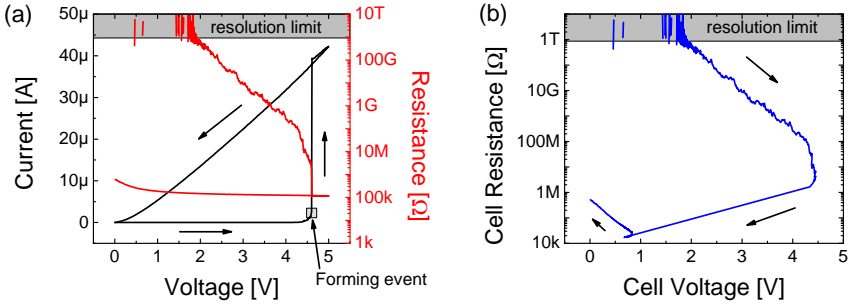 (a)
resolution limit
50µ
40µ
30µ
20µ
10µ
0
Current [A]
0 1 2 3 4 5
Voltage [V]
10T
100G
1G
10M
100k
1k
Resistance [Ω]
Forming event
(b)
resolution limit
1T
10G
100M
1M
10k
Cell Resistance [Ω]
0 1 2 3 4 5
Cell Voltage [V]